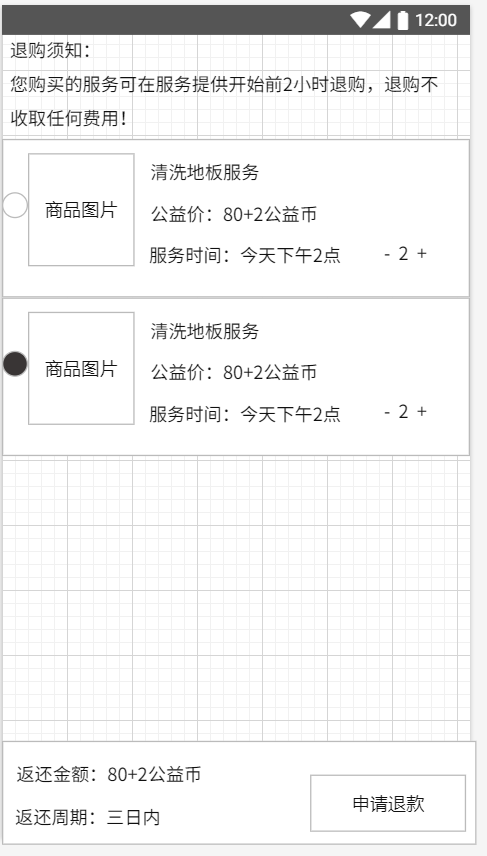 12:00
退购须知：
您购买的服务可在服务提供开始前2小时退购，退购不
收取任何费用！
商品图片
清洗地板服务
公益价：80+2公益币
服务时间：今天下午2点 - 2 +
商品图片
清洗地板服务
公益价：80+2公益币
服务时间：今天下午2点 - 2 +
返还金额：80+2公益币
返还周期：三日内
申请退款